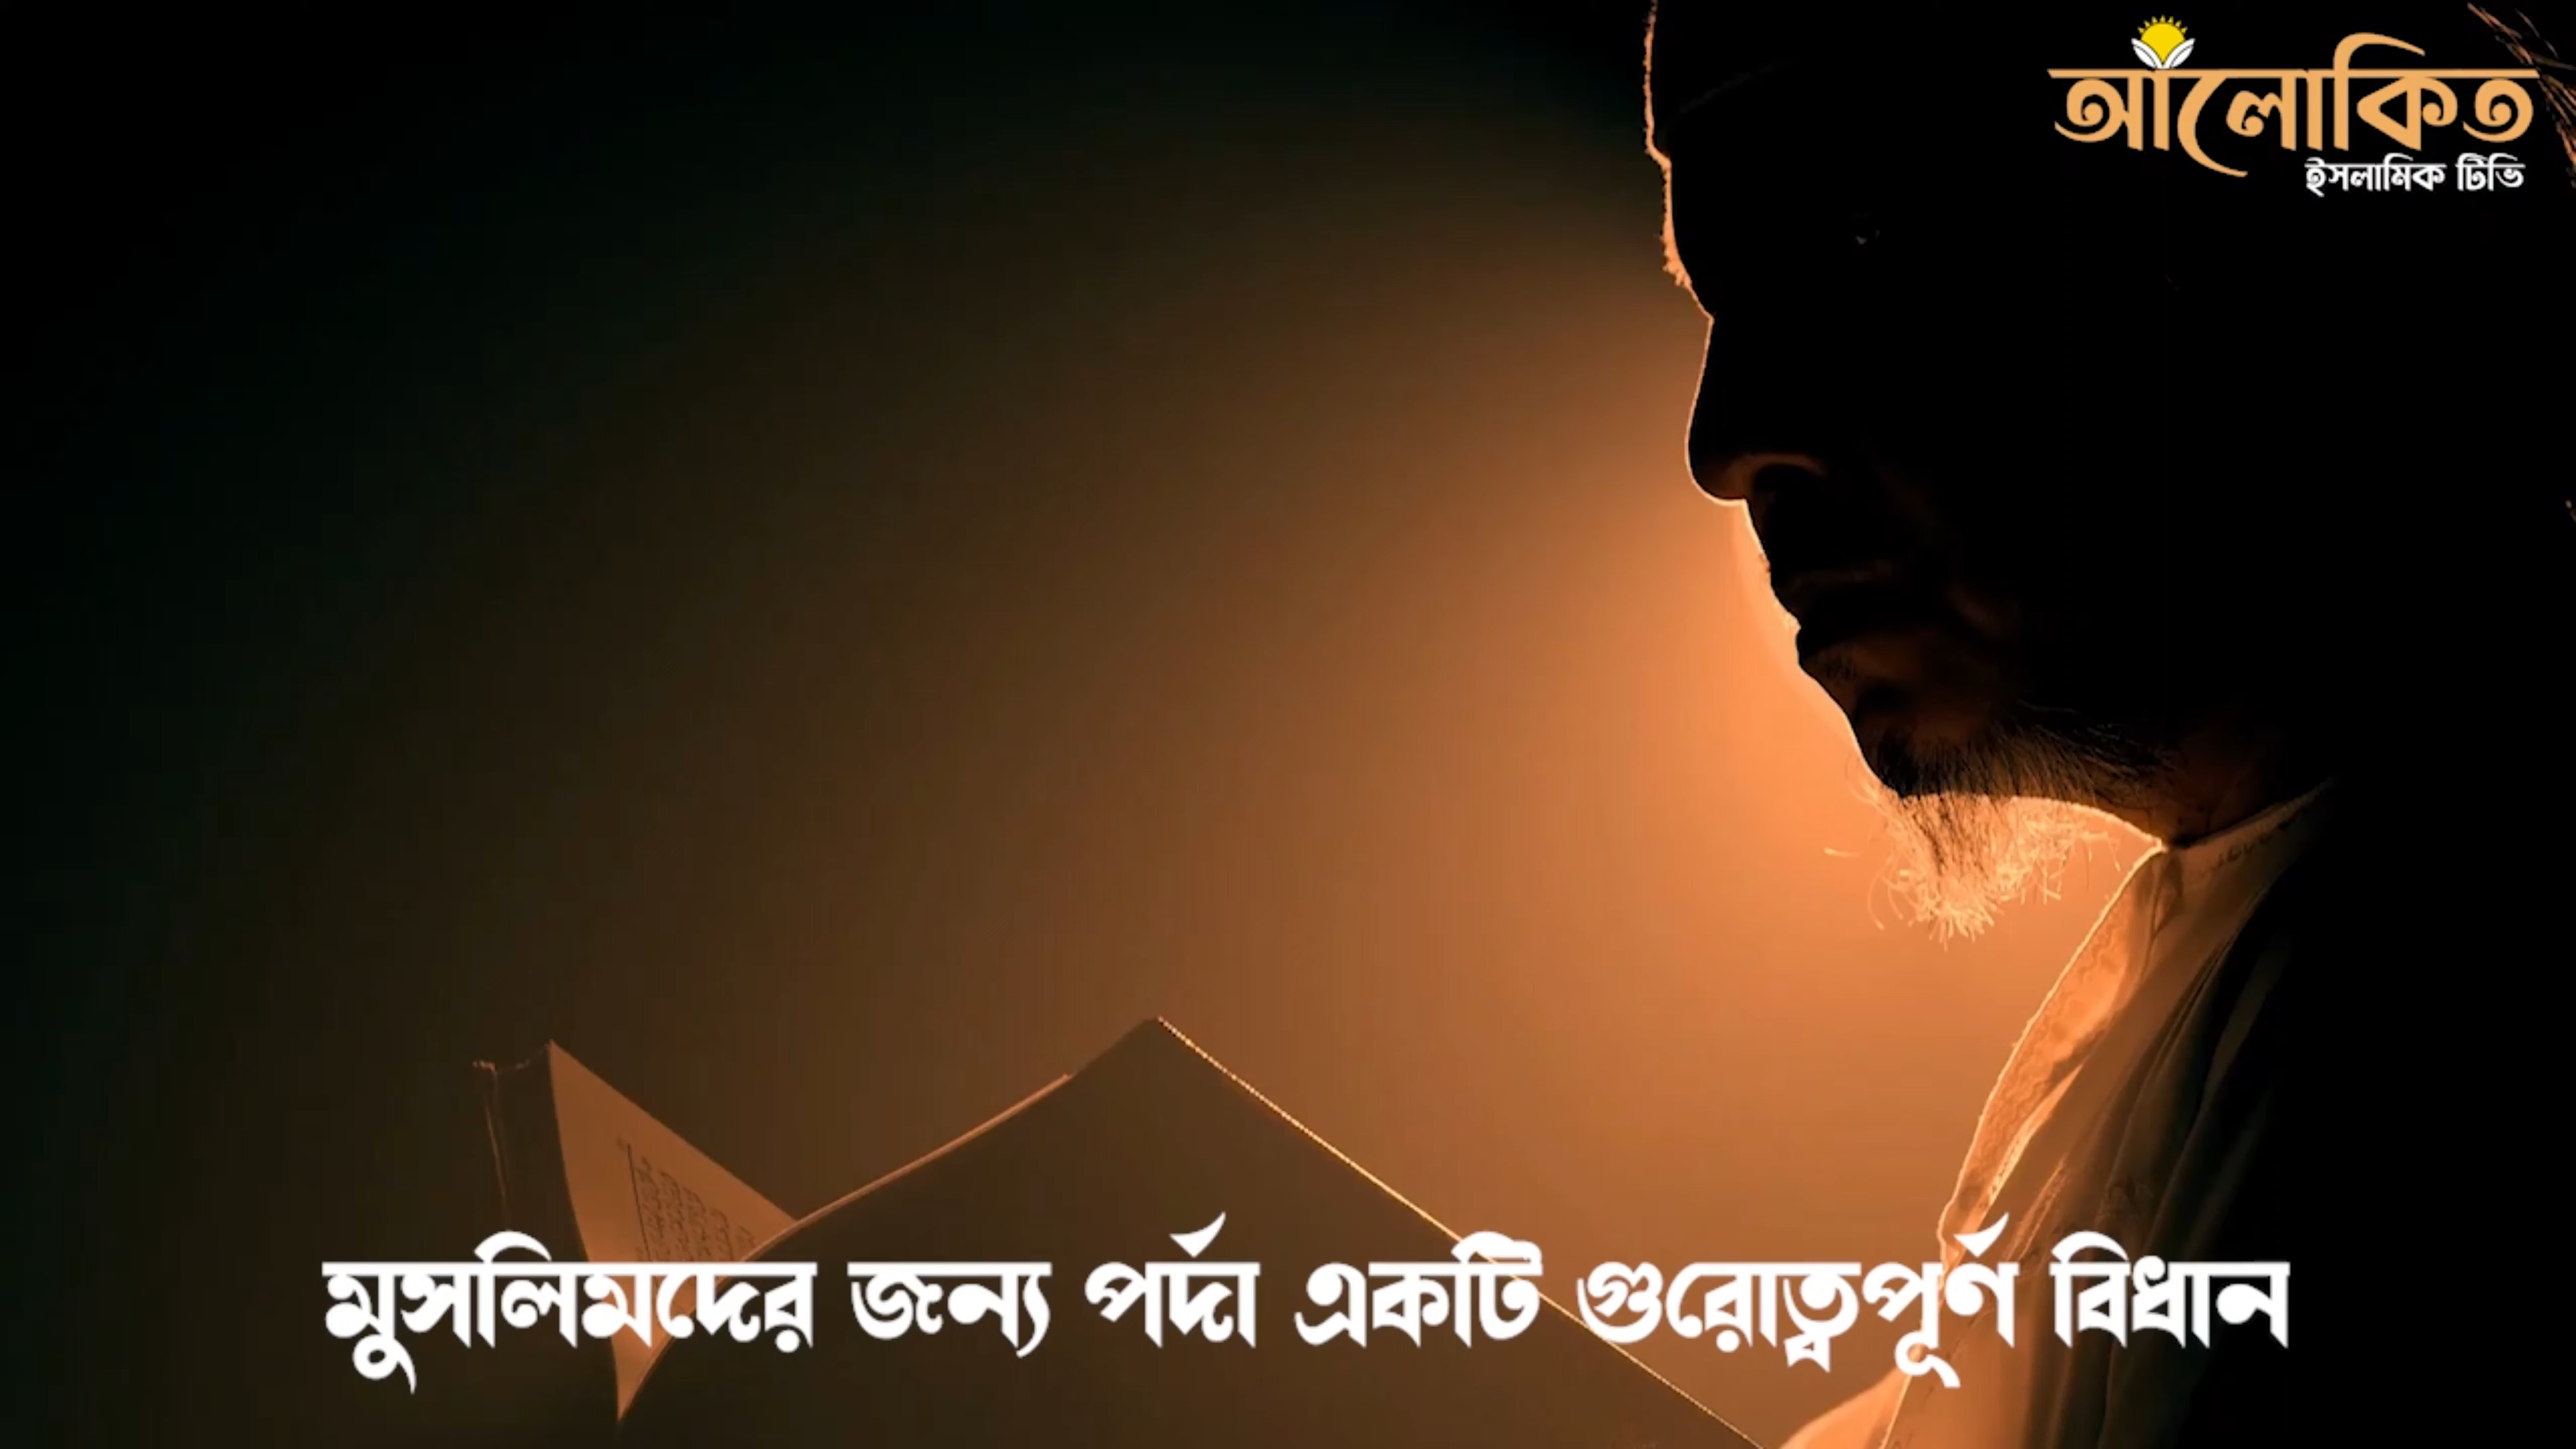 আলোকিত
ইসলামিক টিভি
মুসলিমদের জন্য পর্দা একটি গুরোত্বপূর্ণ বিধান